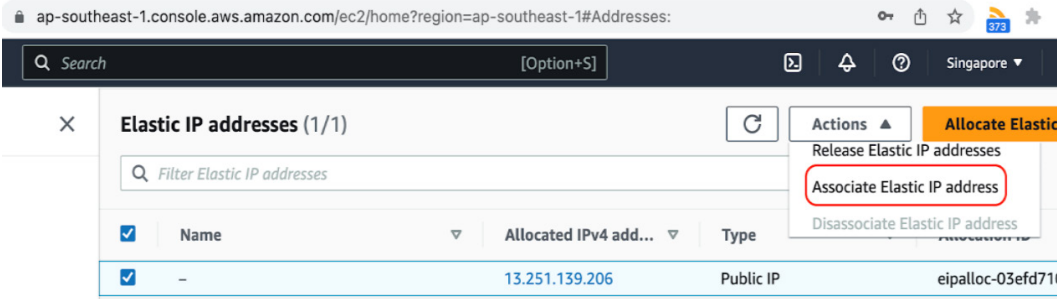 ap-southeast-1.console.aws.amazon.com/ec2/home?region=ap-southeast-1#Addresses:
373
Search
[Option+S]
Singapore ▼
Elastic IP addresses (1/1)
Actions ▲
Allocate Elastic
Filter Elastic IP addresses
Release Elastic IP addresses
Associate Elastic IP address
Disassociate Elastic IP address
Name
Allocated IPv4 add...
Type
Allocation ID
–
13.251.139.206
Public IP
eipalloc-03efd710